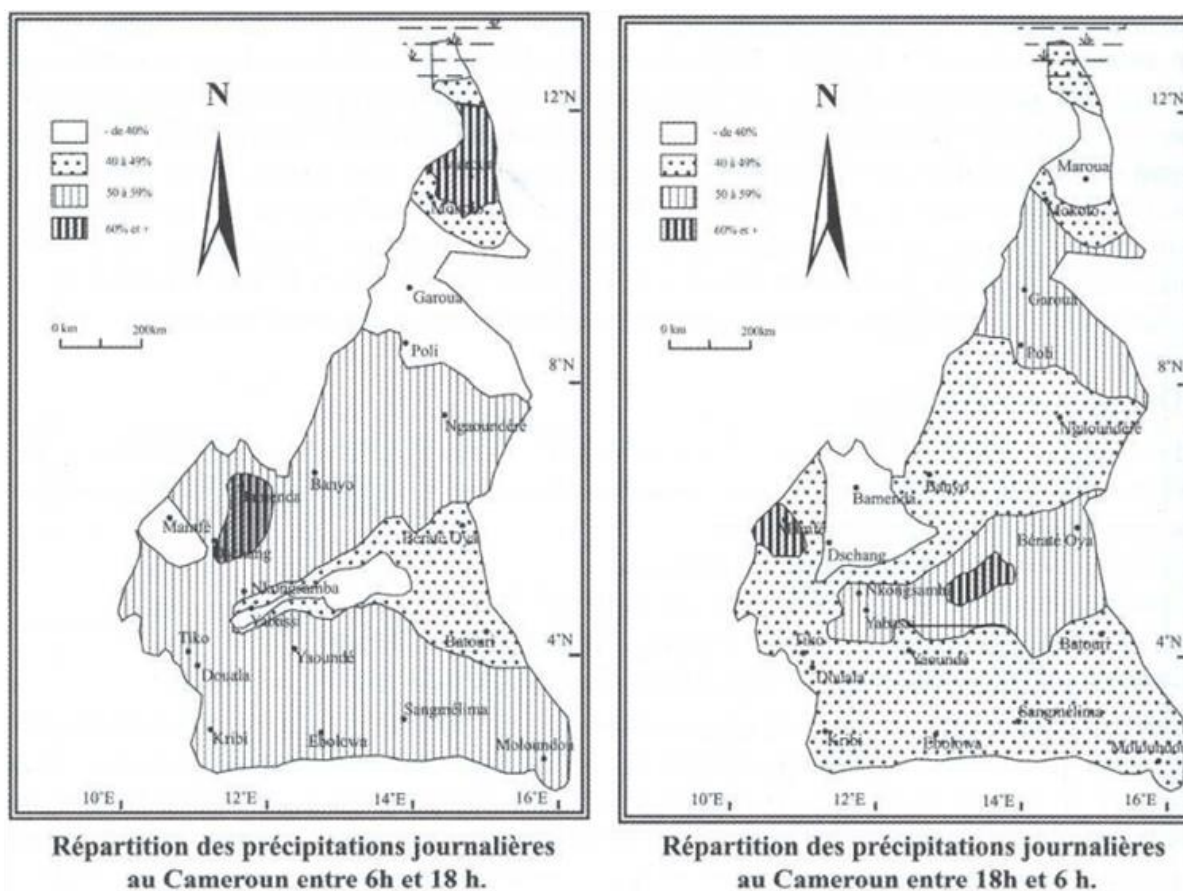 N
12°N
- de 40%
40 à 49%
50 à 59%
60% et +
Mokolo
Garoua
0 km 200km
Poli
8°N
Ngaoundéré
Banyo
Bamenda
Mamfé
Dschang
Bétaté Oya
Nkongsamba
Yabassi
Tiko
Yaoundé
Batouri
4°N
Douala
Sangmélima
Kribi
Ebolowa
Moloundou
10°E 12°E 14°E 16°E
Répartition des précipitations journalières
au Cameroun entre 6h et 18 h.
N
12°N
- de 40%
40 à 49%
50 à 59%
60% et +
Maroua
Mokolo
Garoua
0 km 200km
Poli
8°N
Ngaoundéré
Bamenda
Banyo
Dschang
Bétaté Oya
Nkongsamba
Yabassi
Tiko
Yaoundé
Batouri
4°N
Douala
Sangmélima
Kribi
Ebolowa
Moloundou
10°E 12°E 14°E 16°E
Répartition des précipitations journalières
au Cameroun entre 18h et 6 h.